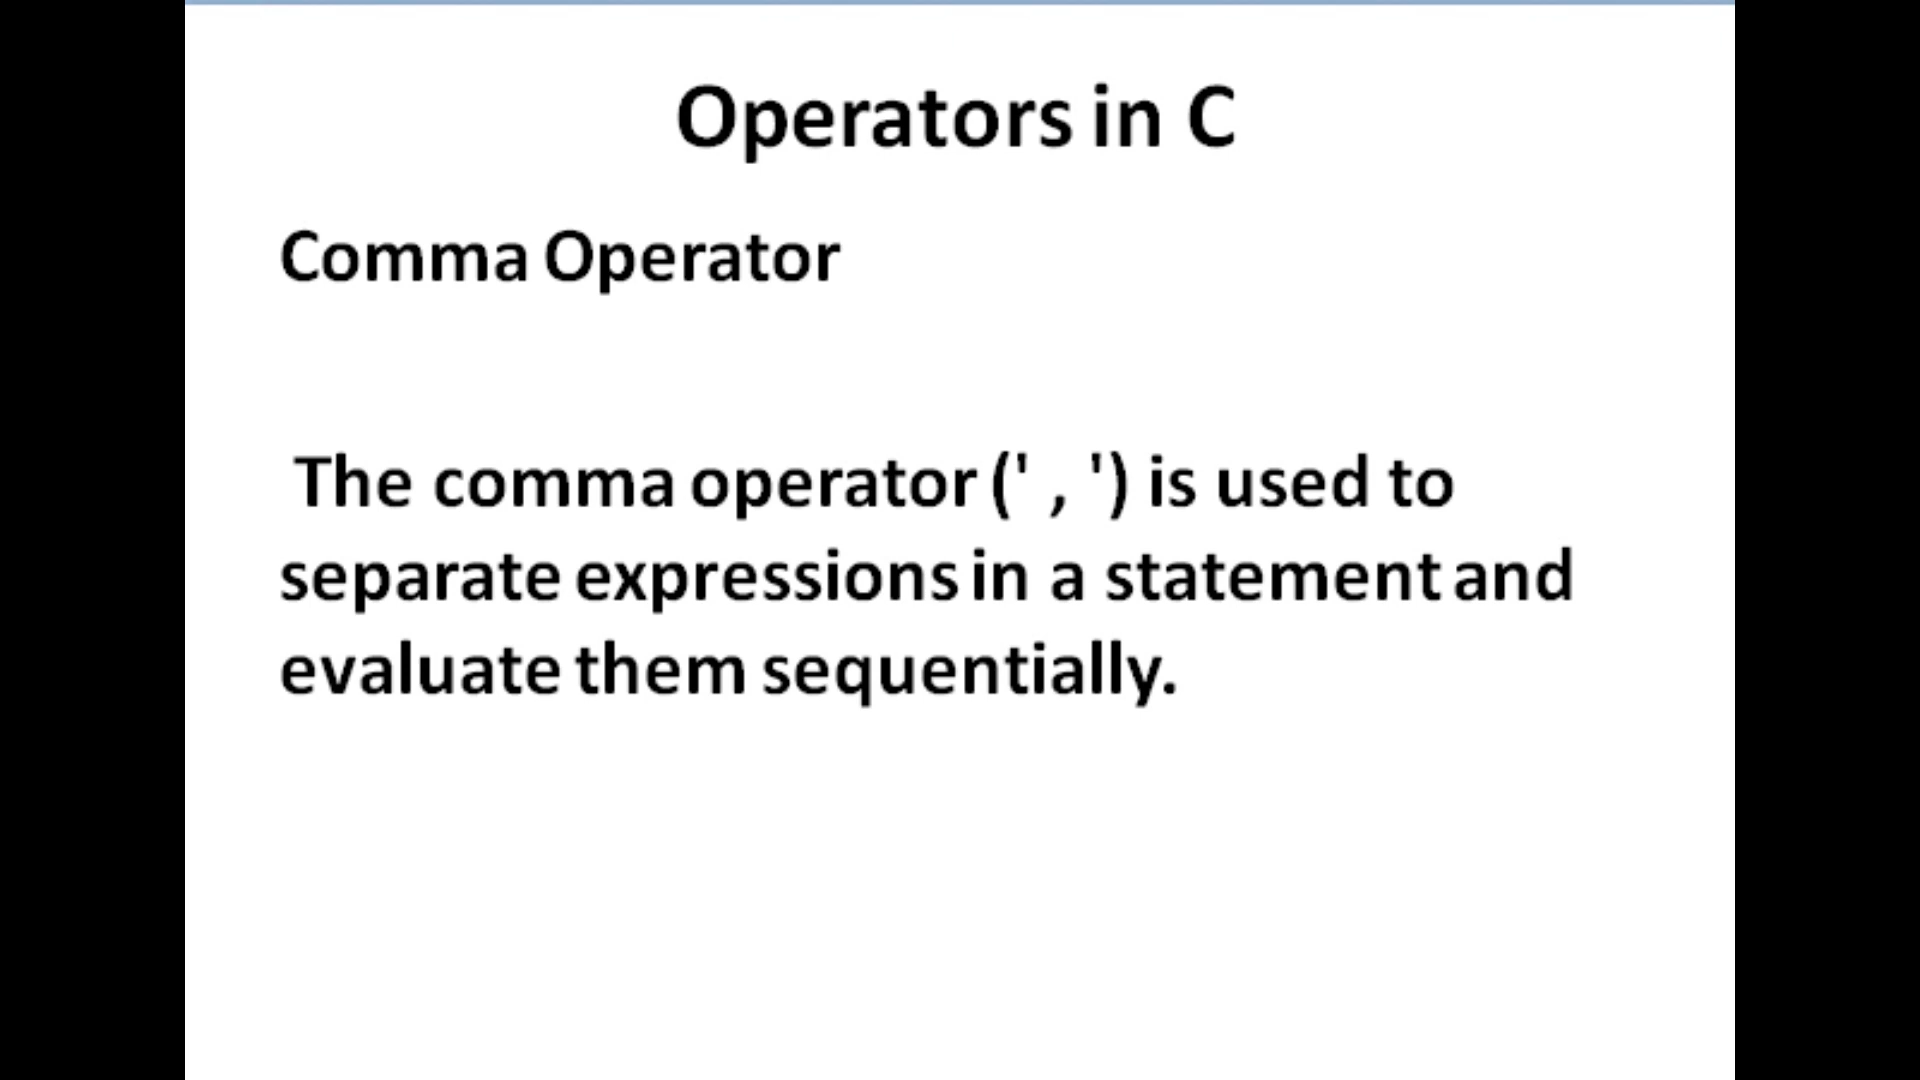 Operators in C
Comma Operator
The comma operator (' , ') is used to
separate expressions in a statement and
evaluate them sequentially.